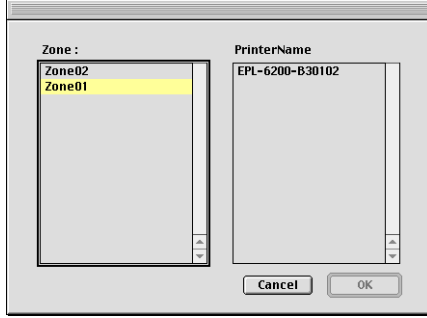 Zone :
PrinterName
Zone02
Zone01
EPL-6200-B30102
Cancel
OK